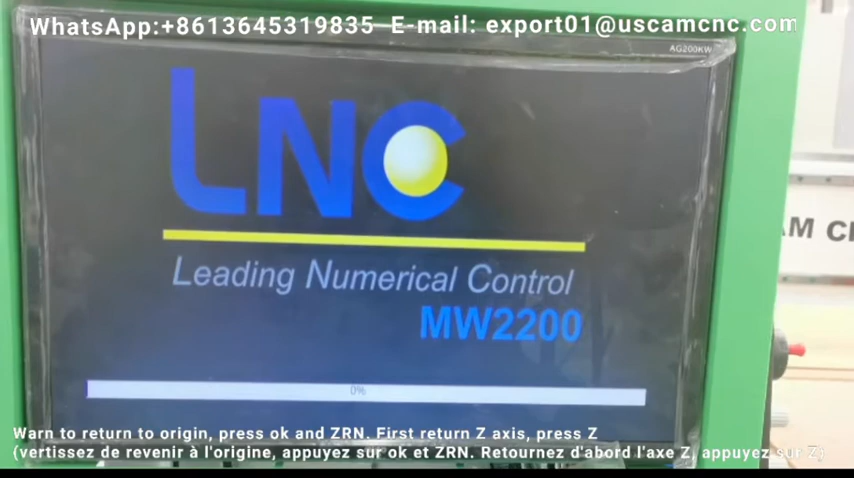 WhatsApp:+8613645319835  E-mail: export01@uscamcnc.com
AG200KW
LNC
Leading Numerical Control
MW2200
0%
AM C
Warn to return to origin, press ok and ZRN. First return Z axis, press Z
(vertissez de revenir à l'origine, appuyez sur ok et ZRN. Retournez d'abord l'axe Z, appuyez sur Z)